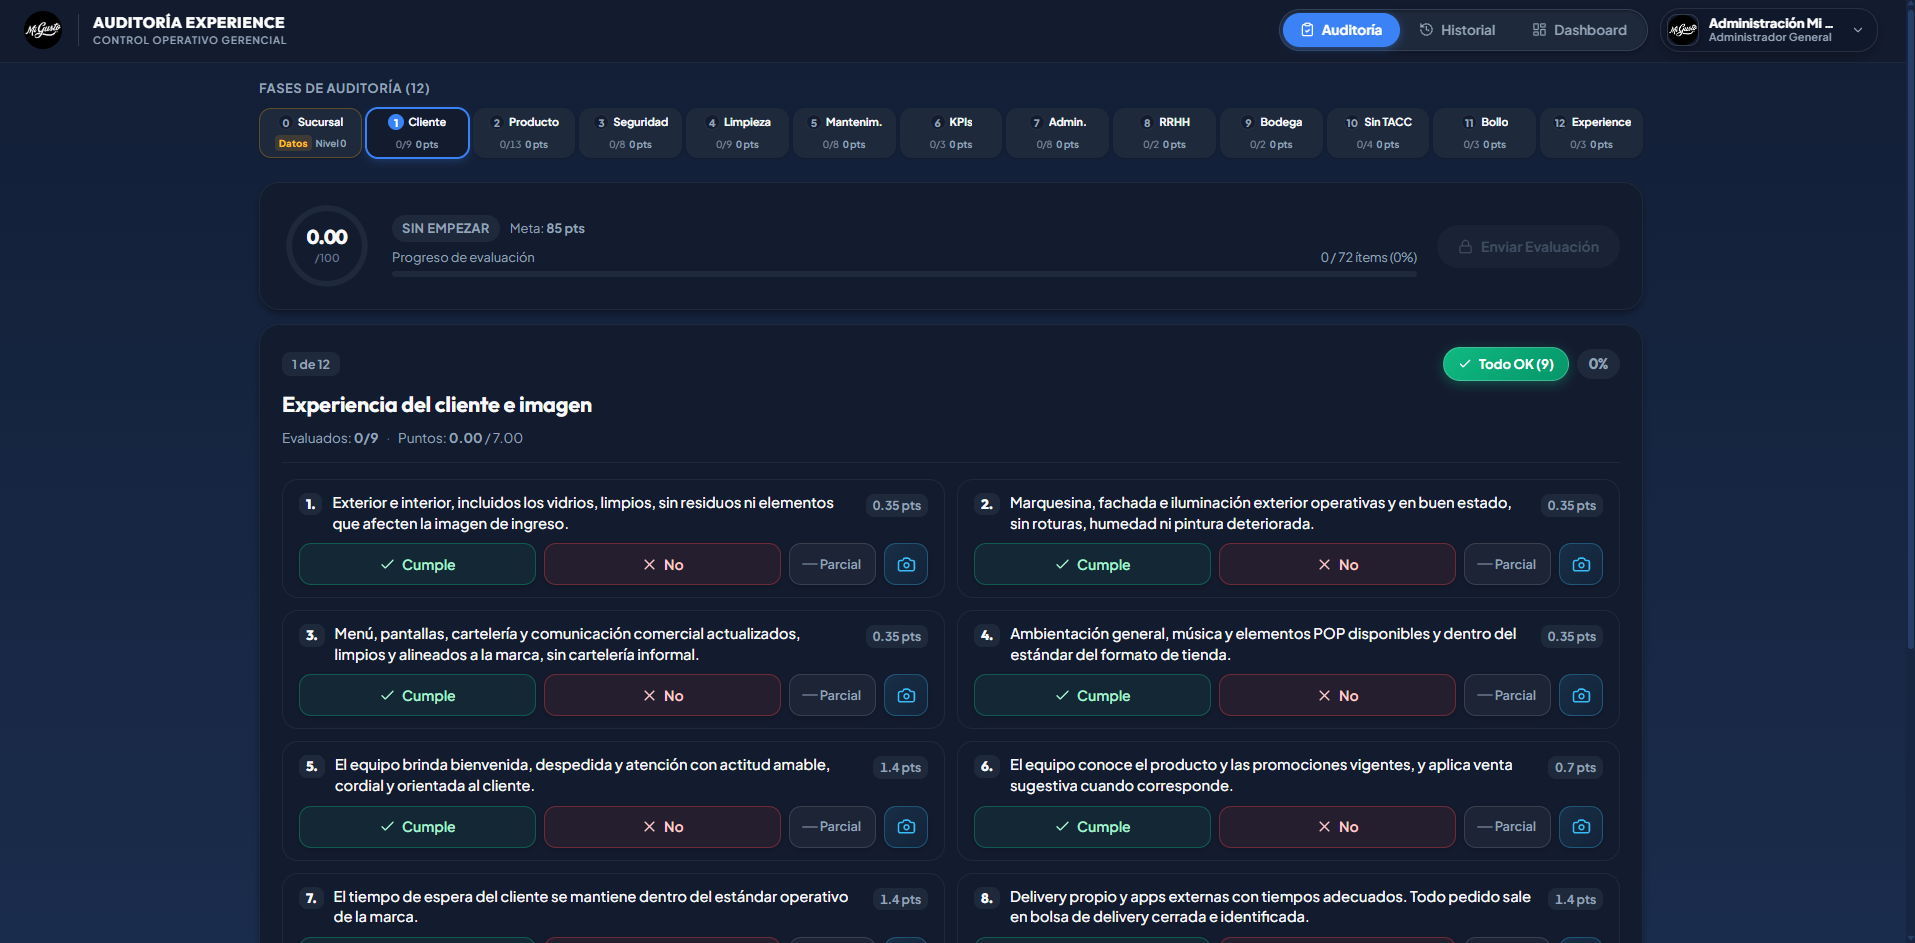 Mi Gusto
AUDITORÍA EXPERIENCE
CONTROL OPERATIVO GERENCIAL
Auditoría
Historial
Dashboard
Mi Gusto
Administración Mi ...
Administrador General
FASES DE AUDITORÍA (12)
0 Sucursal
Datos Nivel 0
1 Cliente
0/9 0 pts
2 Producto
0/13 0 pts
3 Seguridad
0/8 0 pts
4 Limpieza
0/9 0 pts
5 Mantenim.
0/8 0 pts
6 KPIs
0/3 0 pts
7 Admin.
0/8 0 pts
8 RRHH
0/2 0 pts
9 Bodega
0/2 0 pts
10 Sin TACC
0/4 0 pts
11 Bollo
0/3 0 pts
12 Experience
0/3 0 pts
0.00
/100
SIN EMPEZAR Meta: 85 pts
Progreso de evaluación
0 / 72 ítems (0%)
Enviar Evaluación
1 de 12
Todo OK (9)
0%
Experiencia del cliente e imagen
Evaluados: 0/9 · Puntos: 0.00 / 7.00
1. Exterior e interior, incluidos los vidrios, limpios, sin residuos ni elementos
que afecten la imagen de ingreso.
0.35 pts
Cumple
No
— Parcial
2. Marquesina, fachada e iluminación exterior operativas y en buen estado,
sin roturas, humedad ni pintura deteriorada.
0.35 pts
Cumple
No
— Parcial
3. Menú, pantallas, cartelería y comunicación comercial actualizados,
limpios y alineados a la marca, sin cartelería informal.
0.35 pts
Cumple
No
— Parcial
4. Ambientación general, música y elementos POP disponibles y dentro del
estándar del formato de tienda.
0.35 pts
Cumple
No
— Parcial
5. El equipo brinda bienvenida, despedida y atención con actitud amable,
cordial y orientada al cliente.
1.4 pts
Cumple
No
— Parcial
6. El equipo conoce el producto y las promociones vigentes, y aplica venta
sugestiva cuando corresponde.
0.7 pts
Cumple
No
— Parcial
7. El tiempo de espera del cliente se mantiene dentro del estándar operativo
de la marca.
1.4 pts
8. Delivery propio y apps externas con tiempos adecuados. Todo pedido sale
en bolsa de delivery cerrada e identificada.
1.4 pts